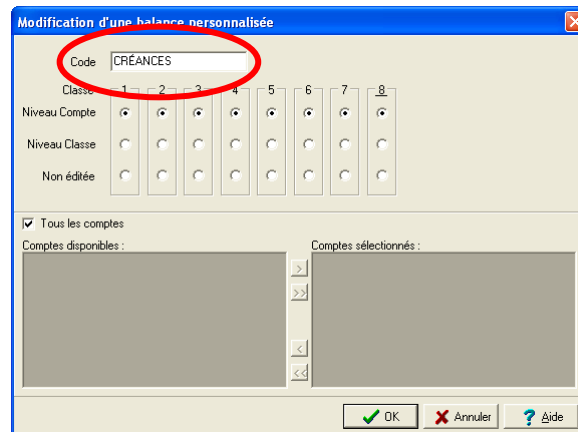 Modification d'une balance personnalisée
Code CRÉANCES
Classe 1 2 3 4 5 6 7 8
Niveau Compte
Niveau Classe
Non éditée
Tous les comptes
Comptes disponibles : Comptes sélectionnés :
>
>>
<
<<
OK Annuler ? Aide